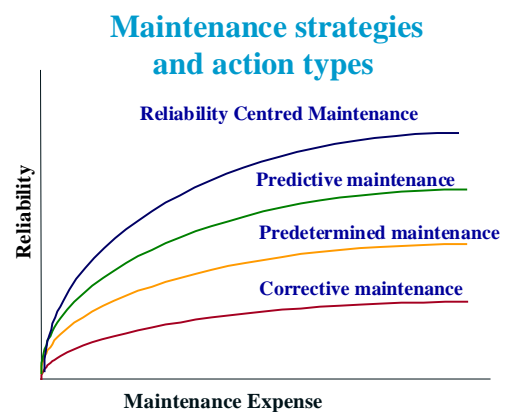 Maintenance strategies
and action types
Reliability Centred Maintenance
Predictive maintenance
Predetermined maintenance
Corrective maintenance
Reliability
Maintenance Expense